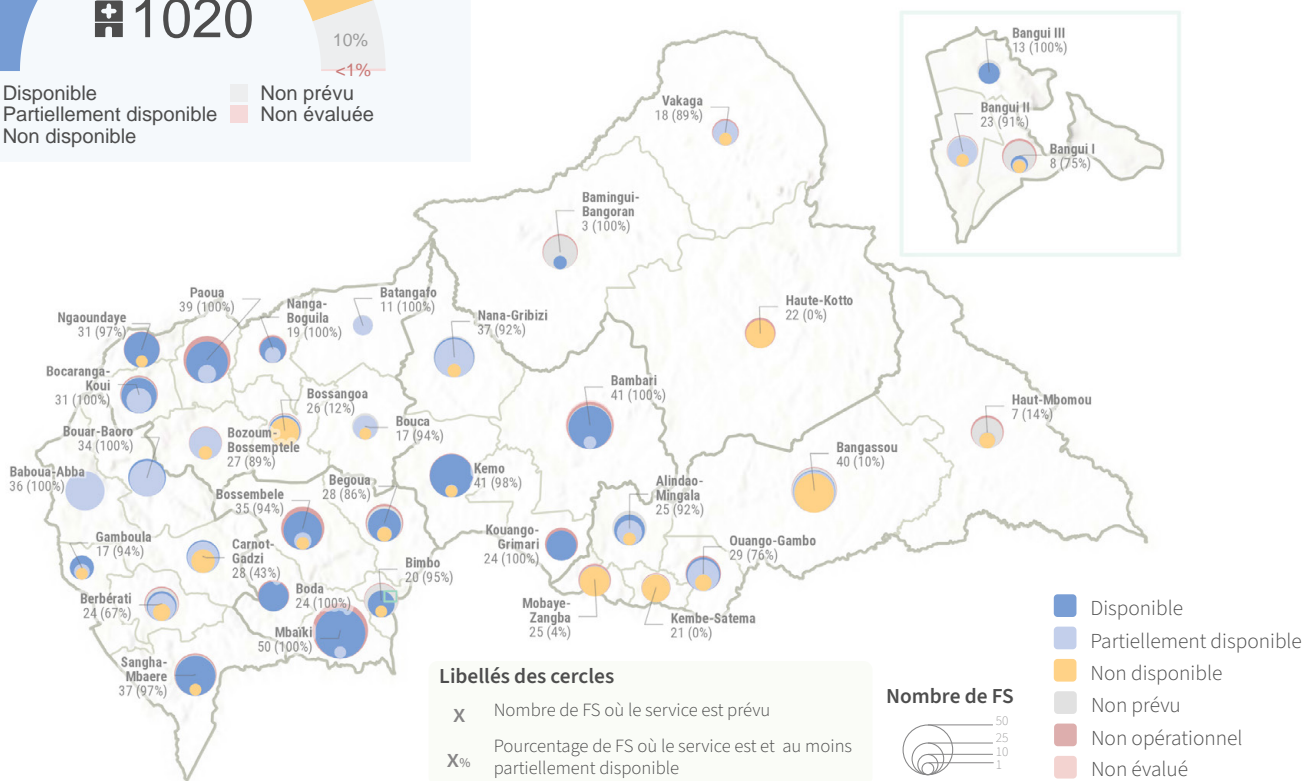 1020
10%
<1%
Disponible
Non prévu
Partiellement disponible
Non évaluée
Non disponible
Bangui III
13 (100%)
Bangui II
23 (91%)
Bangui I
8 (75%)
Vakaga
18 (89%)
Bamingui-
Bangoran
3 (100%)
Paoua
39 (100%)
Nanga-
Boguila
19 (100%)
Batangafo
11 (100%)
Ngaoundaye
31 (97%)
Nana-Gribizi
37 (92%)
Haute-Kotto
22 (0%)
Bocaranga-
Koui
31 (100%)
Bossangoa
26 (12%)
Bambari
41 (100%)
Haut-Mbomou
7 (14%)
Bouar-Baoro
34 (100%)
Bozoum-
Bossemptele
27 (89%)
Bouca
17 (94%)
Bangassou
40 (10%)
Baboua-Abba
36 (100%)
Bossembele
35 (94%)
Begoua
28 (86%)
Kemo
41 (98%)
Alindao-
Mingala
25 (92%)
Gamboula
17 (94%)
Carnot-
Gadzi
28 (43%)
Kouango-
Grimari
24 (100%)
Ouango-Gambo
29 (76%)
Bimbo
20 (95%)
Berbérati
24 (67%)
Boda
24 (100%)
Mobaye-
Zangba
25 (4%)
Kembe-Satema
21 (0%)
Mbaïki
50 (100%)
Sangha-
Mbaere
37 (97%)
Libellés des cercles
X Nombre de FS où le service est prévu
X% Pourcentage de FS où le service est et au moins
partiellement disponible
Nombre de FS
50
25
10
1
Disponible
Partiellement disponible
Non disponible
Non prévu
Non opérationnel
Non évalué